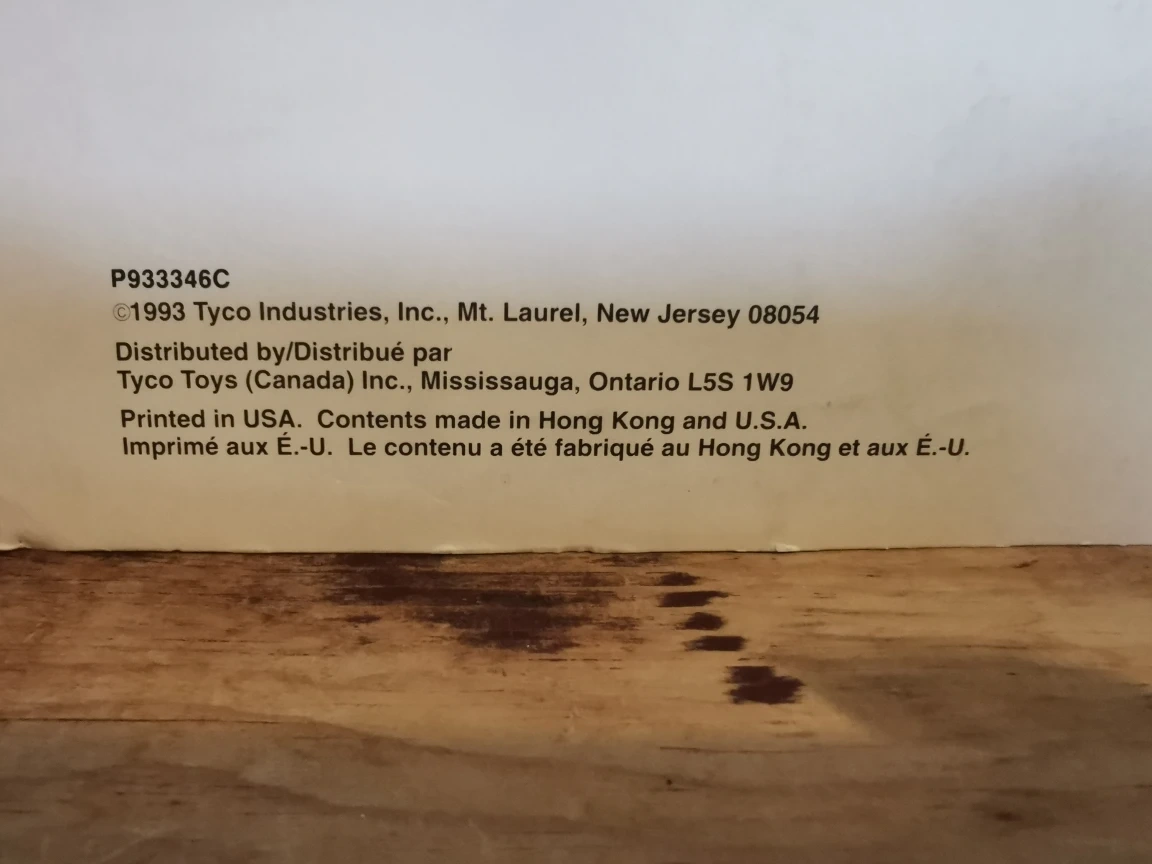 P933346C
©1993 Tyco Industries, Inc., Mt. Laurel, New Jersey 08054
Distributed by/Distribué par
Tyco Toys (Canada) Inc., Mississauga, Ontario L5S 1W9
Printed in USA. Contents made in Hong Kong and U.S.A.
Imprimé aux É.-U. Le contenu a été fabriqué au Hong Kong et aux É.-U.